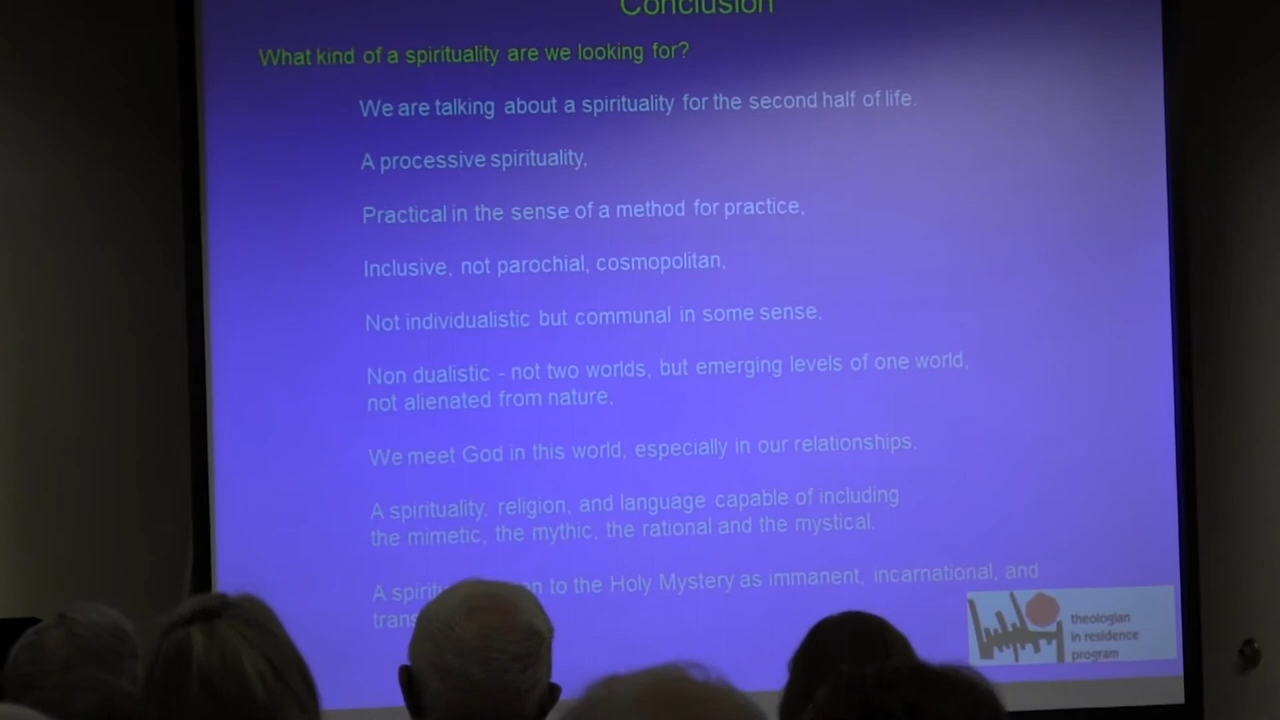 Conclusion
What kind of a spirituality are we looking for?
We are talking about a spirituality for the second half of life.
A processive spirituality,
Practical in the sense of a method for practice,
Inclusive, not parochial, cosmopolitan,
Not individualistic but communal in some sense,
Non dualistic - not two worlds, but emerging levels of one world,
not alienated from nature,
We meet God in this world, especially in our relationships,
A spirituality, religion, and language capable of including
the mimetic, the mythic, the rational and the mystical.
A to the Holy Mystery as immanent, incarnational, and
theologian
in residence
program